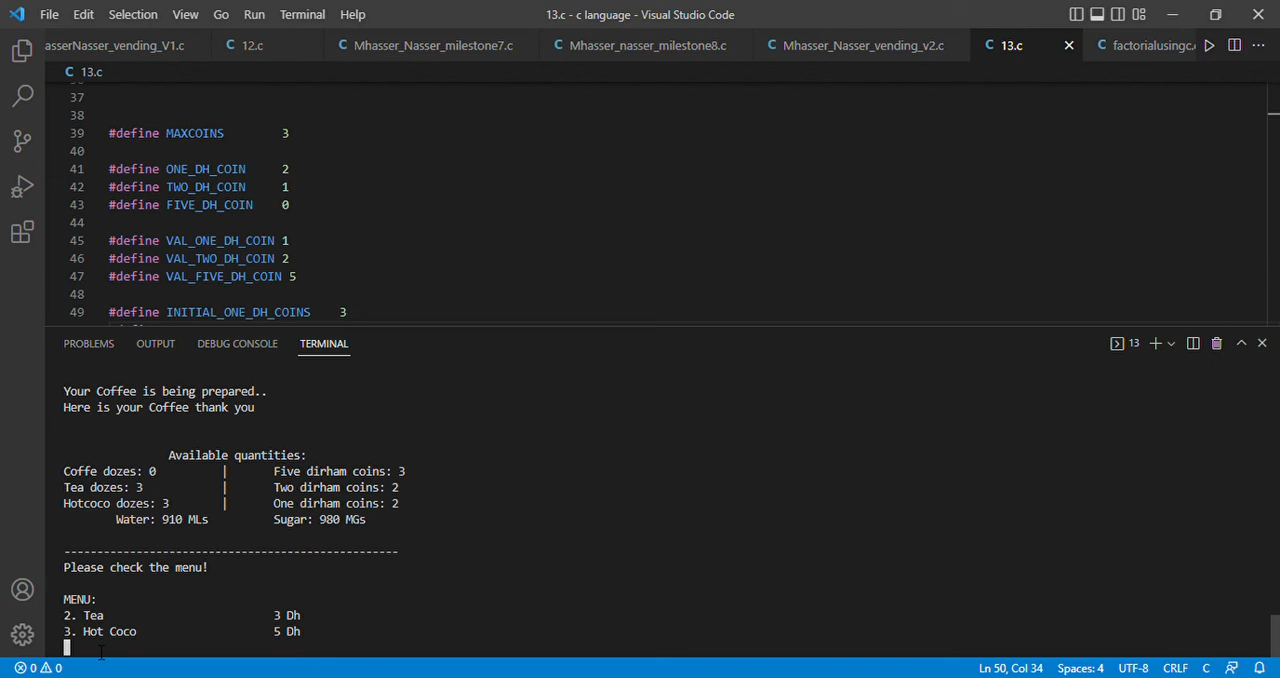 File Edit Selection View Go Run Terminal Help 13.c - c language - Visual Studio Code
asserNasser_vending_V1.c C 12.c C Mhasser_Nasser_milestone7.c C Mhasser_nasser_milestone8.c C Mhasser_Nasser_vending_v2.c C 13.c C factorialusingc.c
C 13.c
37
38
39 #define MAXCOINS 3
40
41 #define ONE_DH_COIN 2
42 #define TWO_DH_COIN 1
43 #define FIVE_DH_COIN 0
44
45 #define VAL_ONE_DH_COIN 1
46 #define VAL_TWO_DH_COIN 2
47 #define VAL_FIVE_DH_COIN 5
48
49 #define INITIAL_ONE_DH_COINS 3
PROBLEMS OUTPUT DEBUG CONSOLE TERMINAL 13
Your Coffee is being prepared..
Here is your Coffee thank you
Available quantities:
Coffe dozes: 0 | Five dirham coins: 3
Tea dozes: 3 | Two dirham coins: 2
Hotcoco dozes: 3 | One dirham coins: 2
Water: 910 MLs Sugar: 980 MGs
---------------------------------------------------
Please check the menu!
MENU:
2. Tea 3 Dh
3. Hot Coco 5 Dh
0 0 Ln 50, Col 34 Spaces: 4 UTF-8 CRLF C